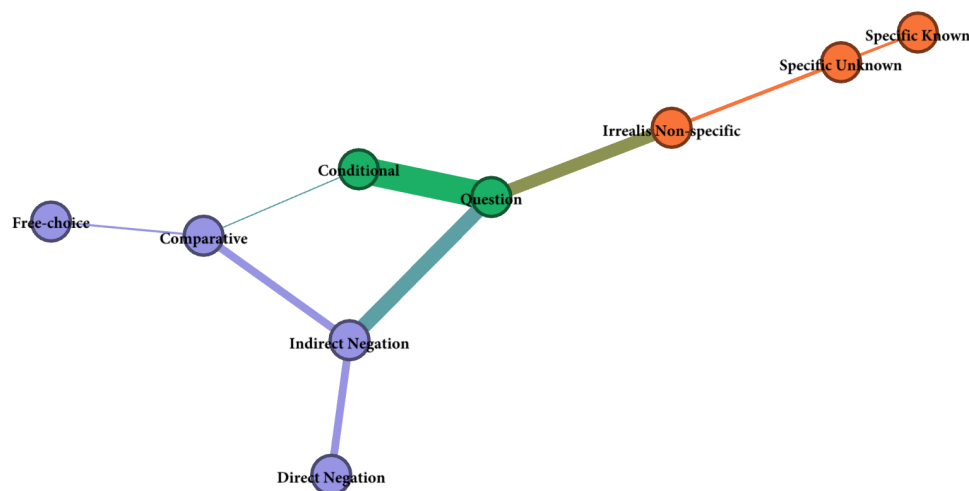 Specific Known
Specific Unknown
Irrealis Non-specific
Conditional
Question
Free-choice
Comparative
Indirect Negation
Direct Negation